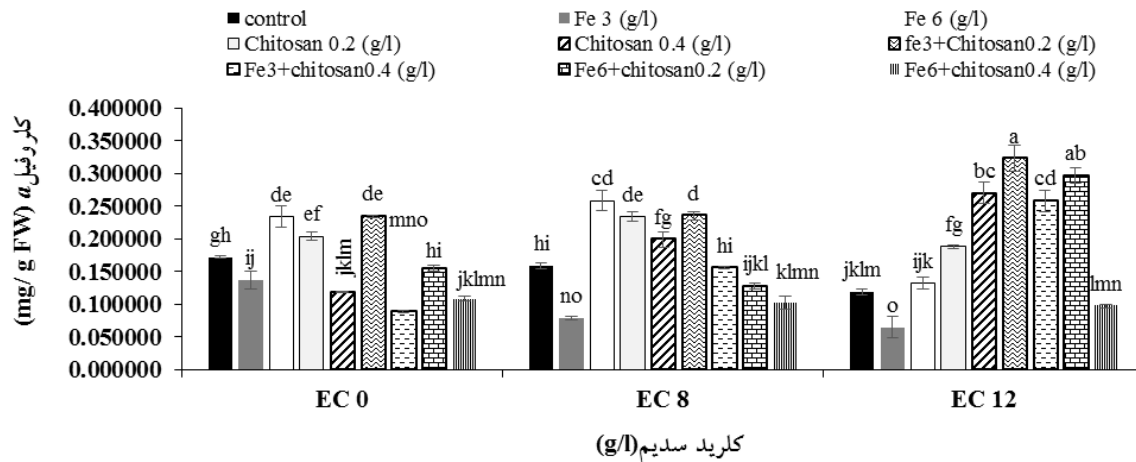 control Fe 3 (g/l) Fe 6 (g/l)
Chitosan 0.2 (g/l) Chitosan 0.4 (g/l) fe3+Chitosan0.2 (g/l)
Fe3+chitosan0.4 (g/l) Fe6+chitosan0.2 (g/l) Fe6+chitosan0.4 (g/l)
کلروفیل a
(mg/ g FW)
0.400000
0.350000
0.300000
0.250000
0.200000
0.150000
0.100000
0.050000
0.000000
gh ij de ef jklm de mno hi jklmn
hi no cd de fg d hi ijkl klmn
jklm o ijk fg bc a cd ab lmn
EC 0 EC 8 EC 12
کلرید سدیم(g/l)